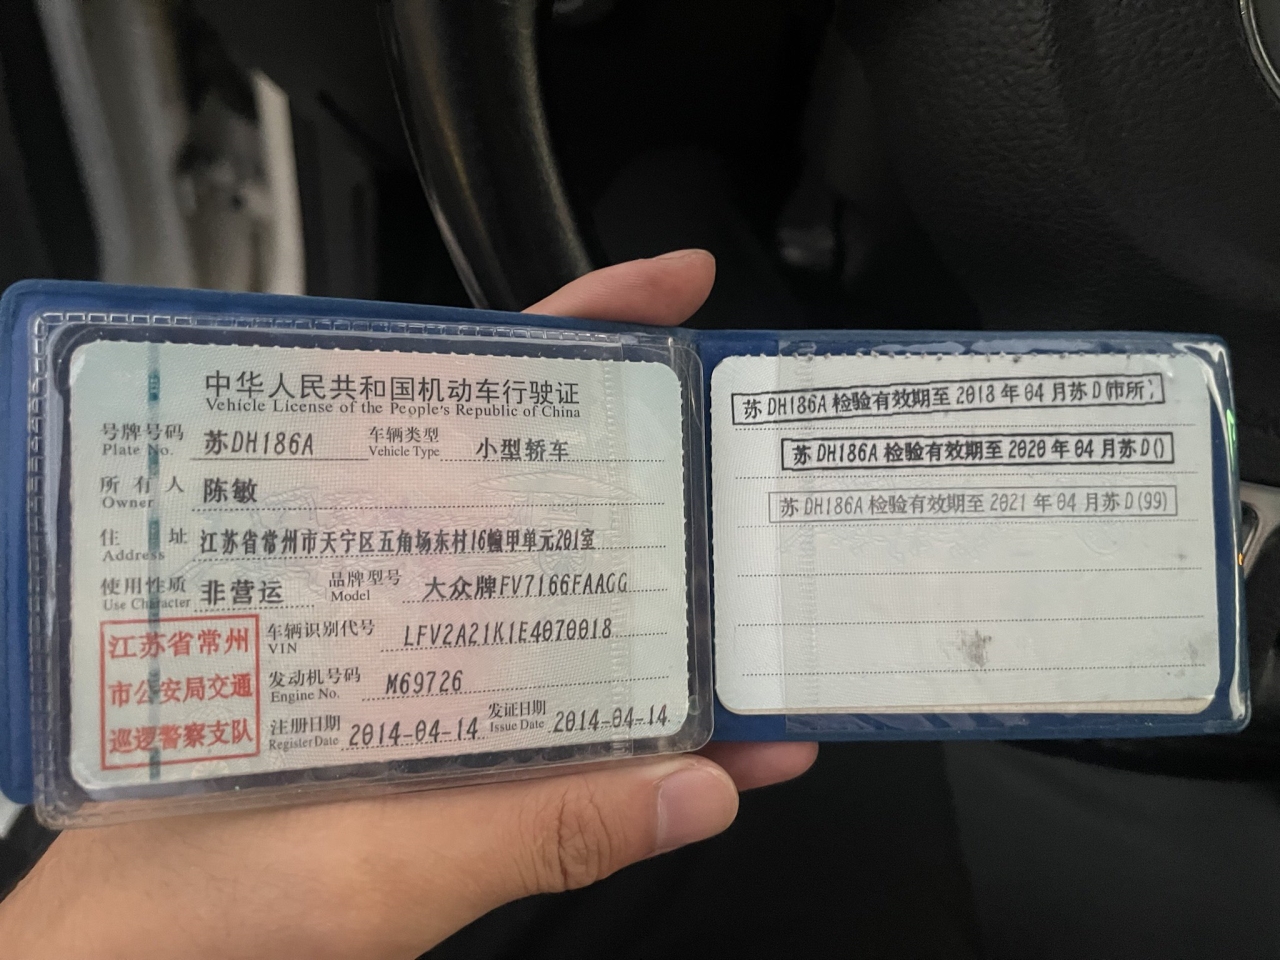 中华人民共和国机动车行驶证
Vehicle License of the People's Republic of China
号牌号码 苏DH186A 车辆类型 小型轿车
Plate No. Vehicle Type
所有人 陈敏
Owner
住址 江苏省常州市天宁区五角场东村16幢甲单元201室
Address
使用性质 非营运 品牌型号 大众牌FV7166FAAGG
Use Character Model
江苏省常州
市公安局交通
巡逻警察支队
车辆识别代号 LFV2A21K1E4070018
VIN
发动机号码 M69726
Engine No.
注册日期 2014-04-14 发证日期 2014-04-14
Register Date Issue Date
苏DH186A检验有效期至2018年04月苏D(市所)
苏DH186A检验有效期至2020年04月苏D()
苏DH186A检验有效期至2021年04月苏D(99)